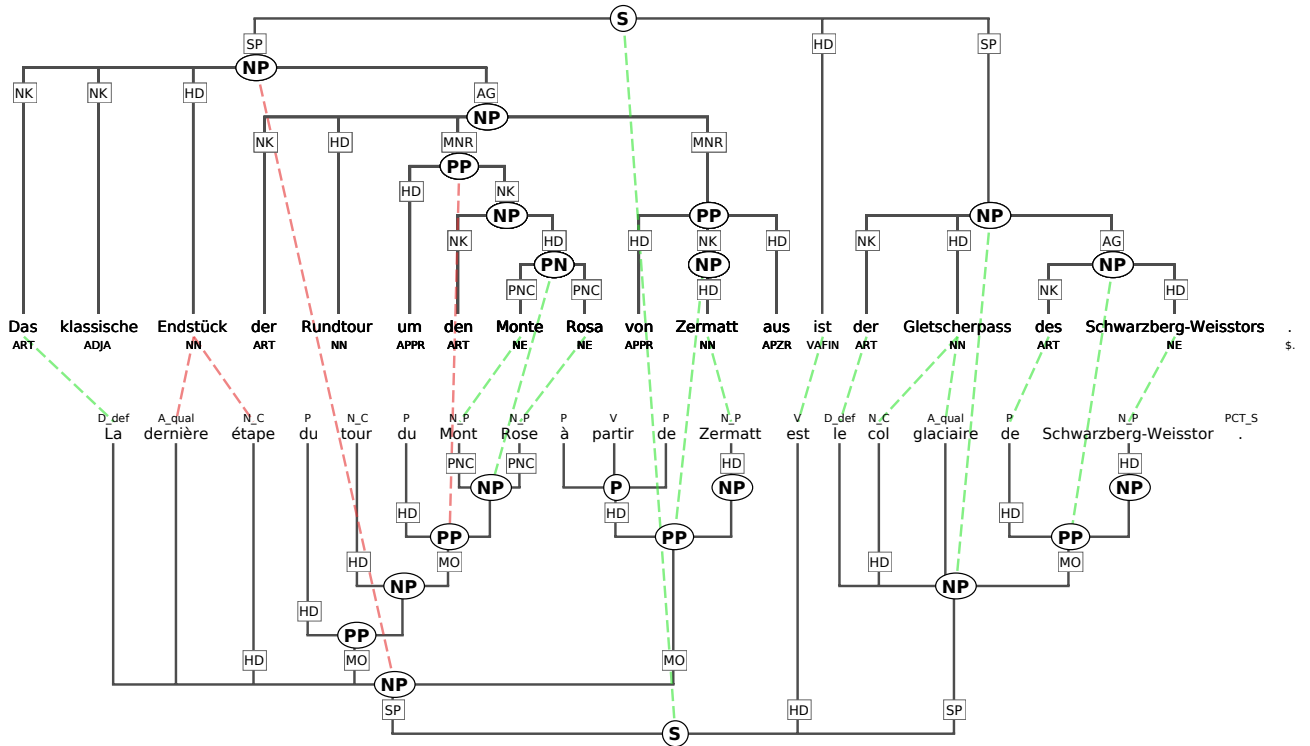 S
SP HD SP
NP
NK NK HD AG
NP
NK HD MNR MNR
PP
HD NK
NP PP NP
NK HD HD NK HD NK HD AG
PN NP NP
PNC PNC HD NK HD
Das klassische Endstück der Rundtour um den Monte Rosa von Zermatt aus ist der Gletscherpass des Schwarzberg-Weisstors .
ART ADJA NN ART NN APPR ART NE NE APPR NN APZR VAFIN ART NN ART NE $.
D_def A_qual N_C P N_C P N_P N_P P V P N_P V D_def N_C A_qual P N_P PCT_S
La dernière étape du tour du Mont Rose à partir de Zermatt est le col glaciaire de Schwarzberg-Weisstor .
PNC PNC HD HD
NP P NP NP
HD HD HD
PP PP PP
HD MO HD MO
NP NP
HD
PP
HD MO MO
NP
SP HD SP
S